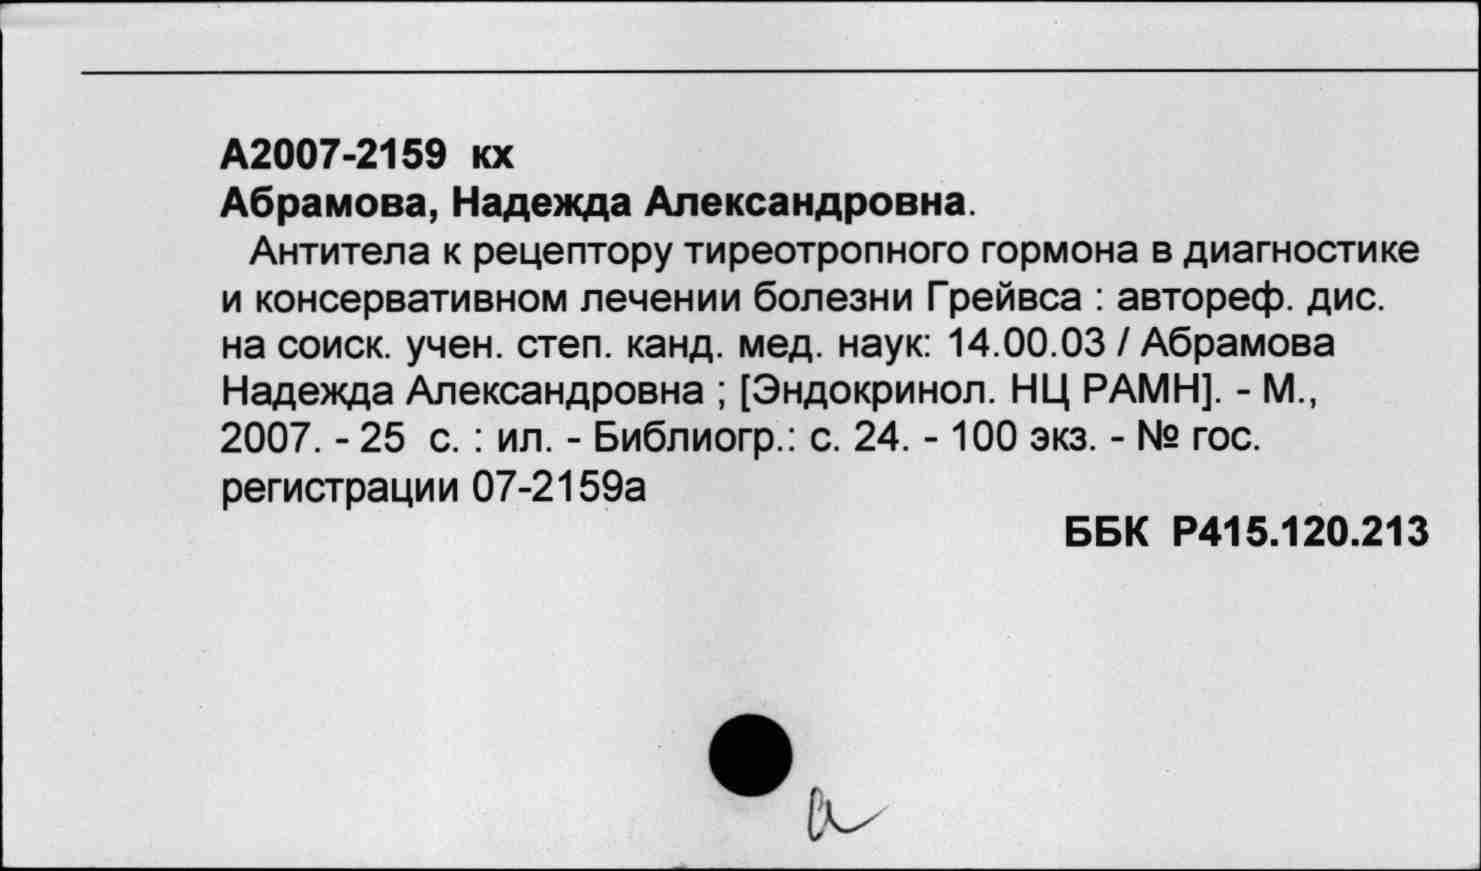 А2007-2159 кх
Абрамова, Надежда Александровна.
Антитела к рецептору тиреотропного гормона в диагностике
и консервативном лечении болезни Грейвса : автореф. дис.
на соиск. учен. степ. канд. мед. наук: 14.00.03 / Абрамова
Надежда Александровна ; [Эндокринол. НЦ РАМН]. - М.,
2007. - 25 с. : ил. - Библиогр.: с. 24. - 100 экз. - № гос.
регистрации 07-2159а
ББК Р415.120.213
а